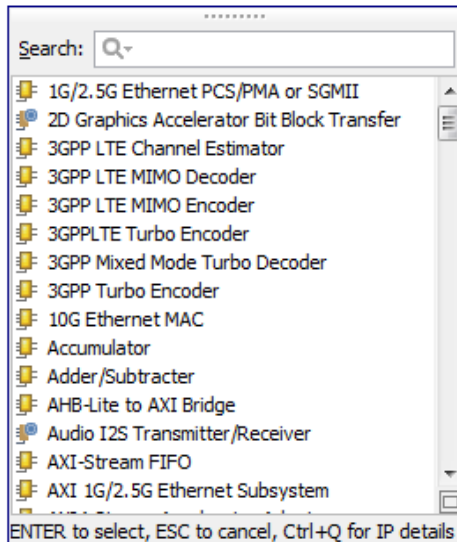 Search:
1G/2.5G Ethernet PCS/PMA or SGMII
2D Graphics Accelerator Bit Block Transfer
3GPP LTE Channel Estimator
3GPP LTE MIMO Decoder
3GPP LTE MIMO Encoder
3GPPLTE Turbo Encoder
3GPP Mixed Mode Turbo Decoder
3GPP Turbo Encoder
10G Ethernet MAC
Accumulator
Adder/Subtracter
AHB-Lite to AXI Bridge
Audio I2S Transmitter/Receiver
AXI-Stream FIFO
AXI 1G/2.5G Ethernet Subsystem
ENTER to select, ESC to cancel, Ctrl+Q for IP details